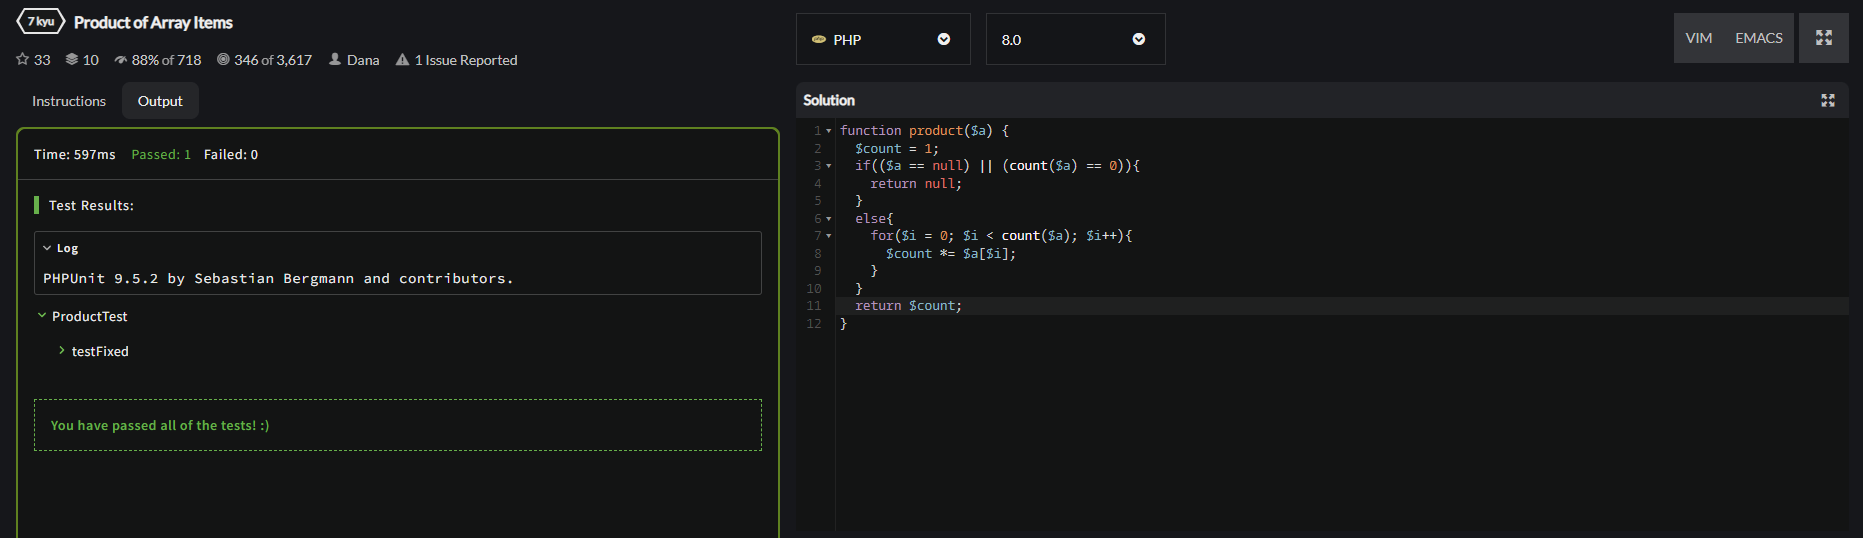 7 kyu Product of Array Items
33 10 88% of 718 346 of 3,617 Dana 1 Issue Reported
Instructions Output
Time: 597ms Passed: 1 Failed: 0
Test Results:
Log
PHPUnit 9.5.2 by Sebastian Bergmann and contributors.
ProductTest
testFixed
You have passed all of the tests! :)
php PHP 8.0 VIM EMACS
Solution
1 function product($a) {
2   $count = 1;
3   if(($a == null) || (count($a) == 0)){
4     return null;
5   }
6   else{
7     for($i = 0; $i < count($a); $i++){
8       $count *= $a[$i];
9     }
10   }
11   return $count;
12 }